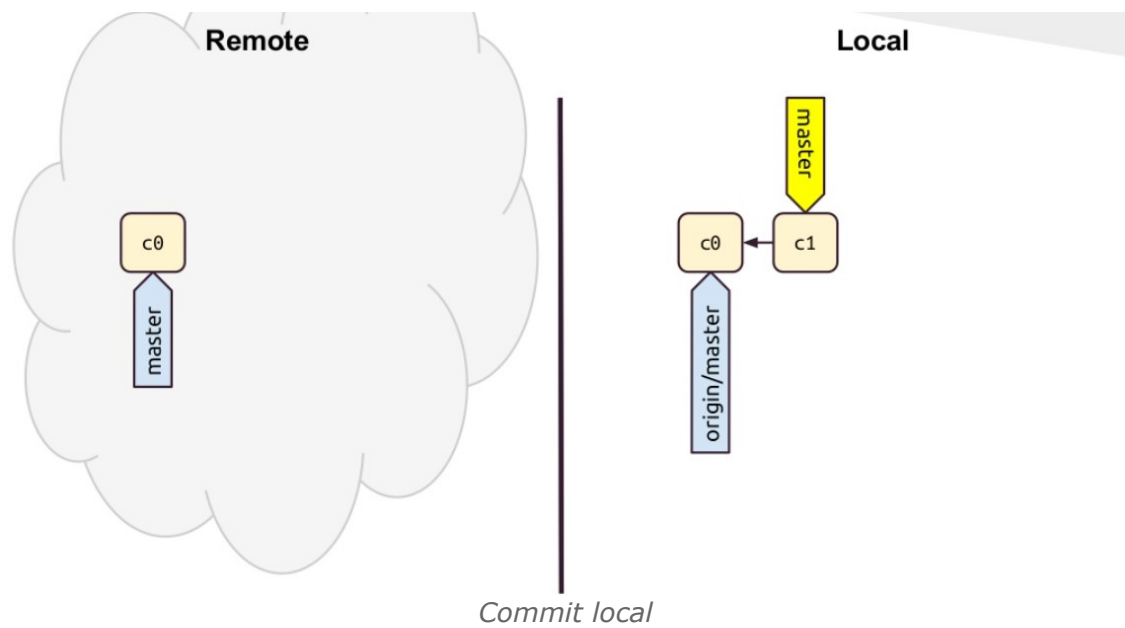 Remote
Local
master
c0
c0
c1
master
origin/master
Commit local